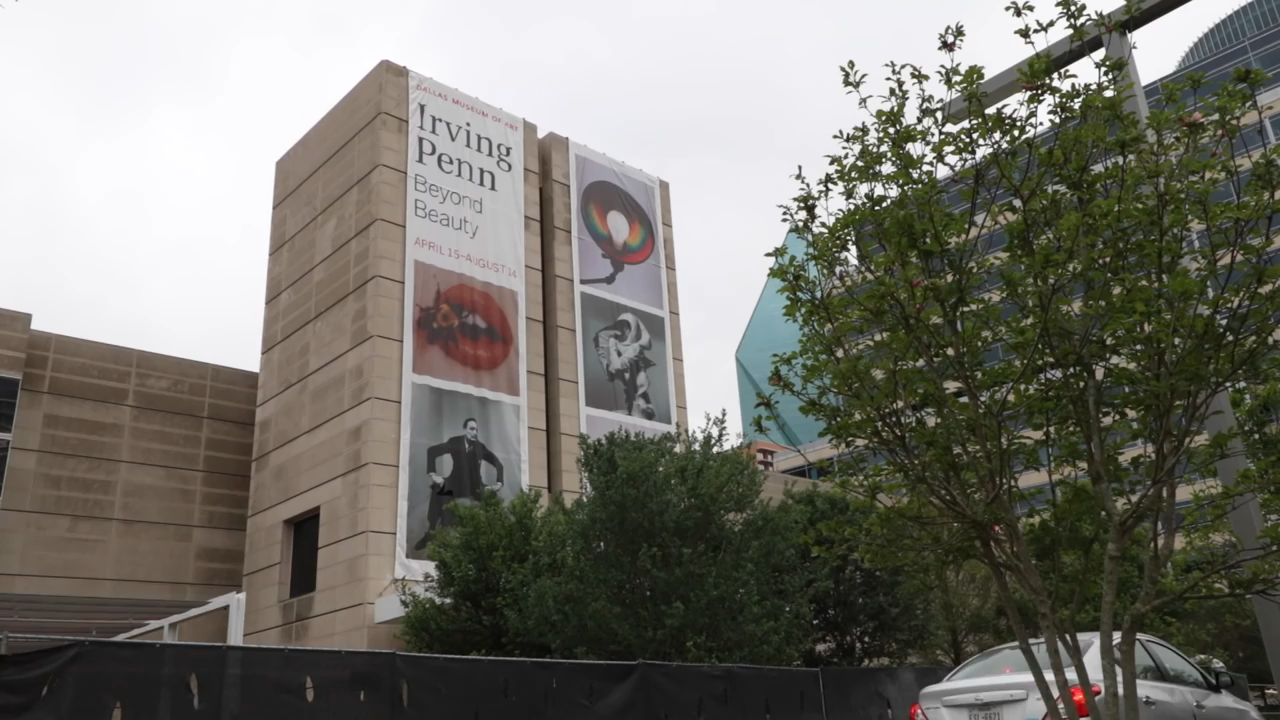 DALLAS MUSEUM OF ART
Irving
Penn
Beyond
Beauty
APRIL 15-AUGUST 14